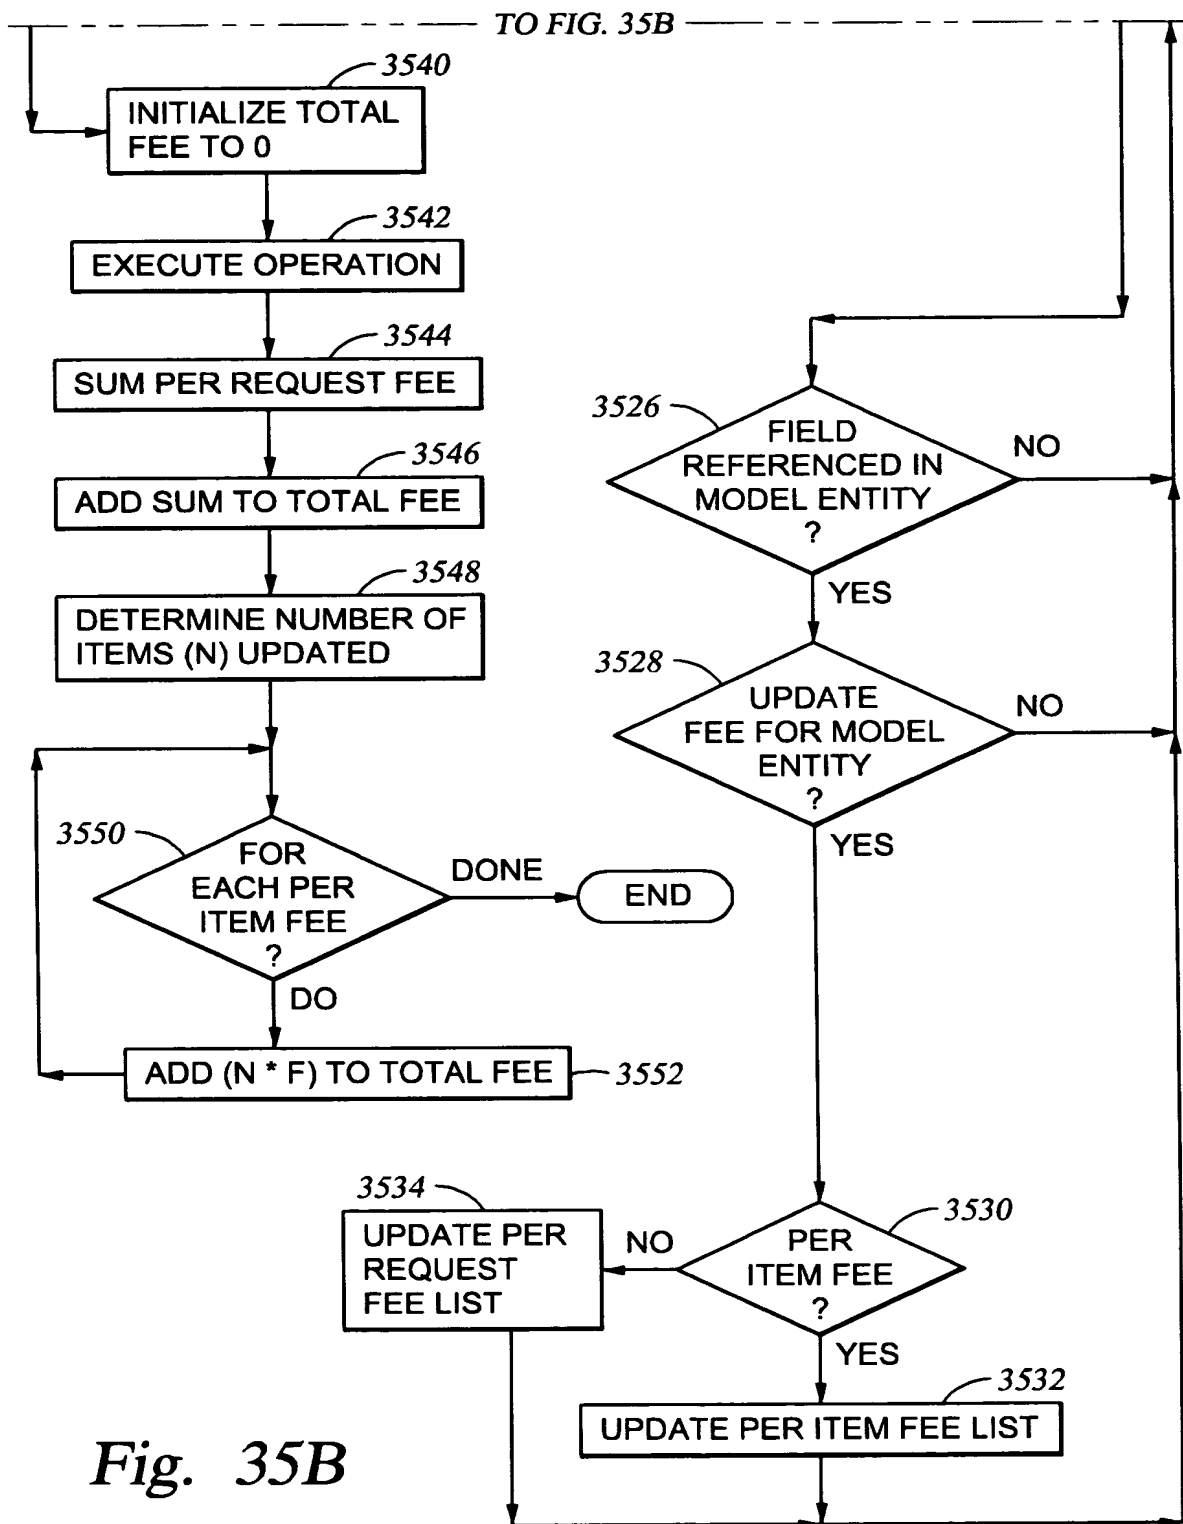 TO FIG. 35B
3540
INITIALIZE TOTAL
FEE TO 0
3542
EXECUTE OPERATION
3544
SUM PER REQUEST FEE
3546
ADD SUM TO TOTAL FEE
3548
DETERMINE NUMBER OF
ITEMS (N) UPDATED
3550
FOR
EACH PER
ITEM FEE
?
DONE
END
DO
ADD (N * F) TO TOTAL FEE
3552
3526
FIELD
REFERENCED IN
MODEL ENTITY
?
NO
YES
3528
UPDATE
FEE FOR MODEL
ENTITY
?
NO
YES
3530
PER
ITEM FEE
?
NO
3534
UPDATE PER
REQUEST
FEE LIST
YES
3532
UPDATE PER ITEM FEE LIST
Fig. 35B